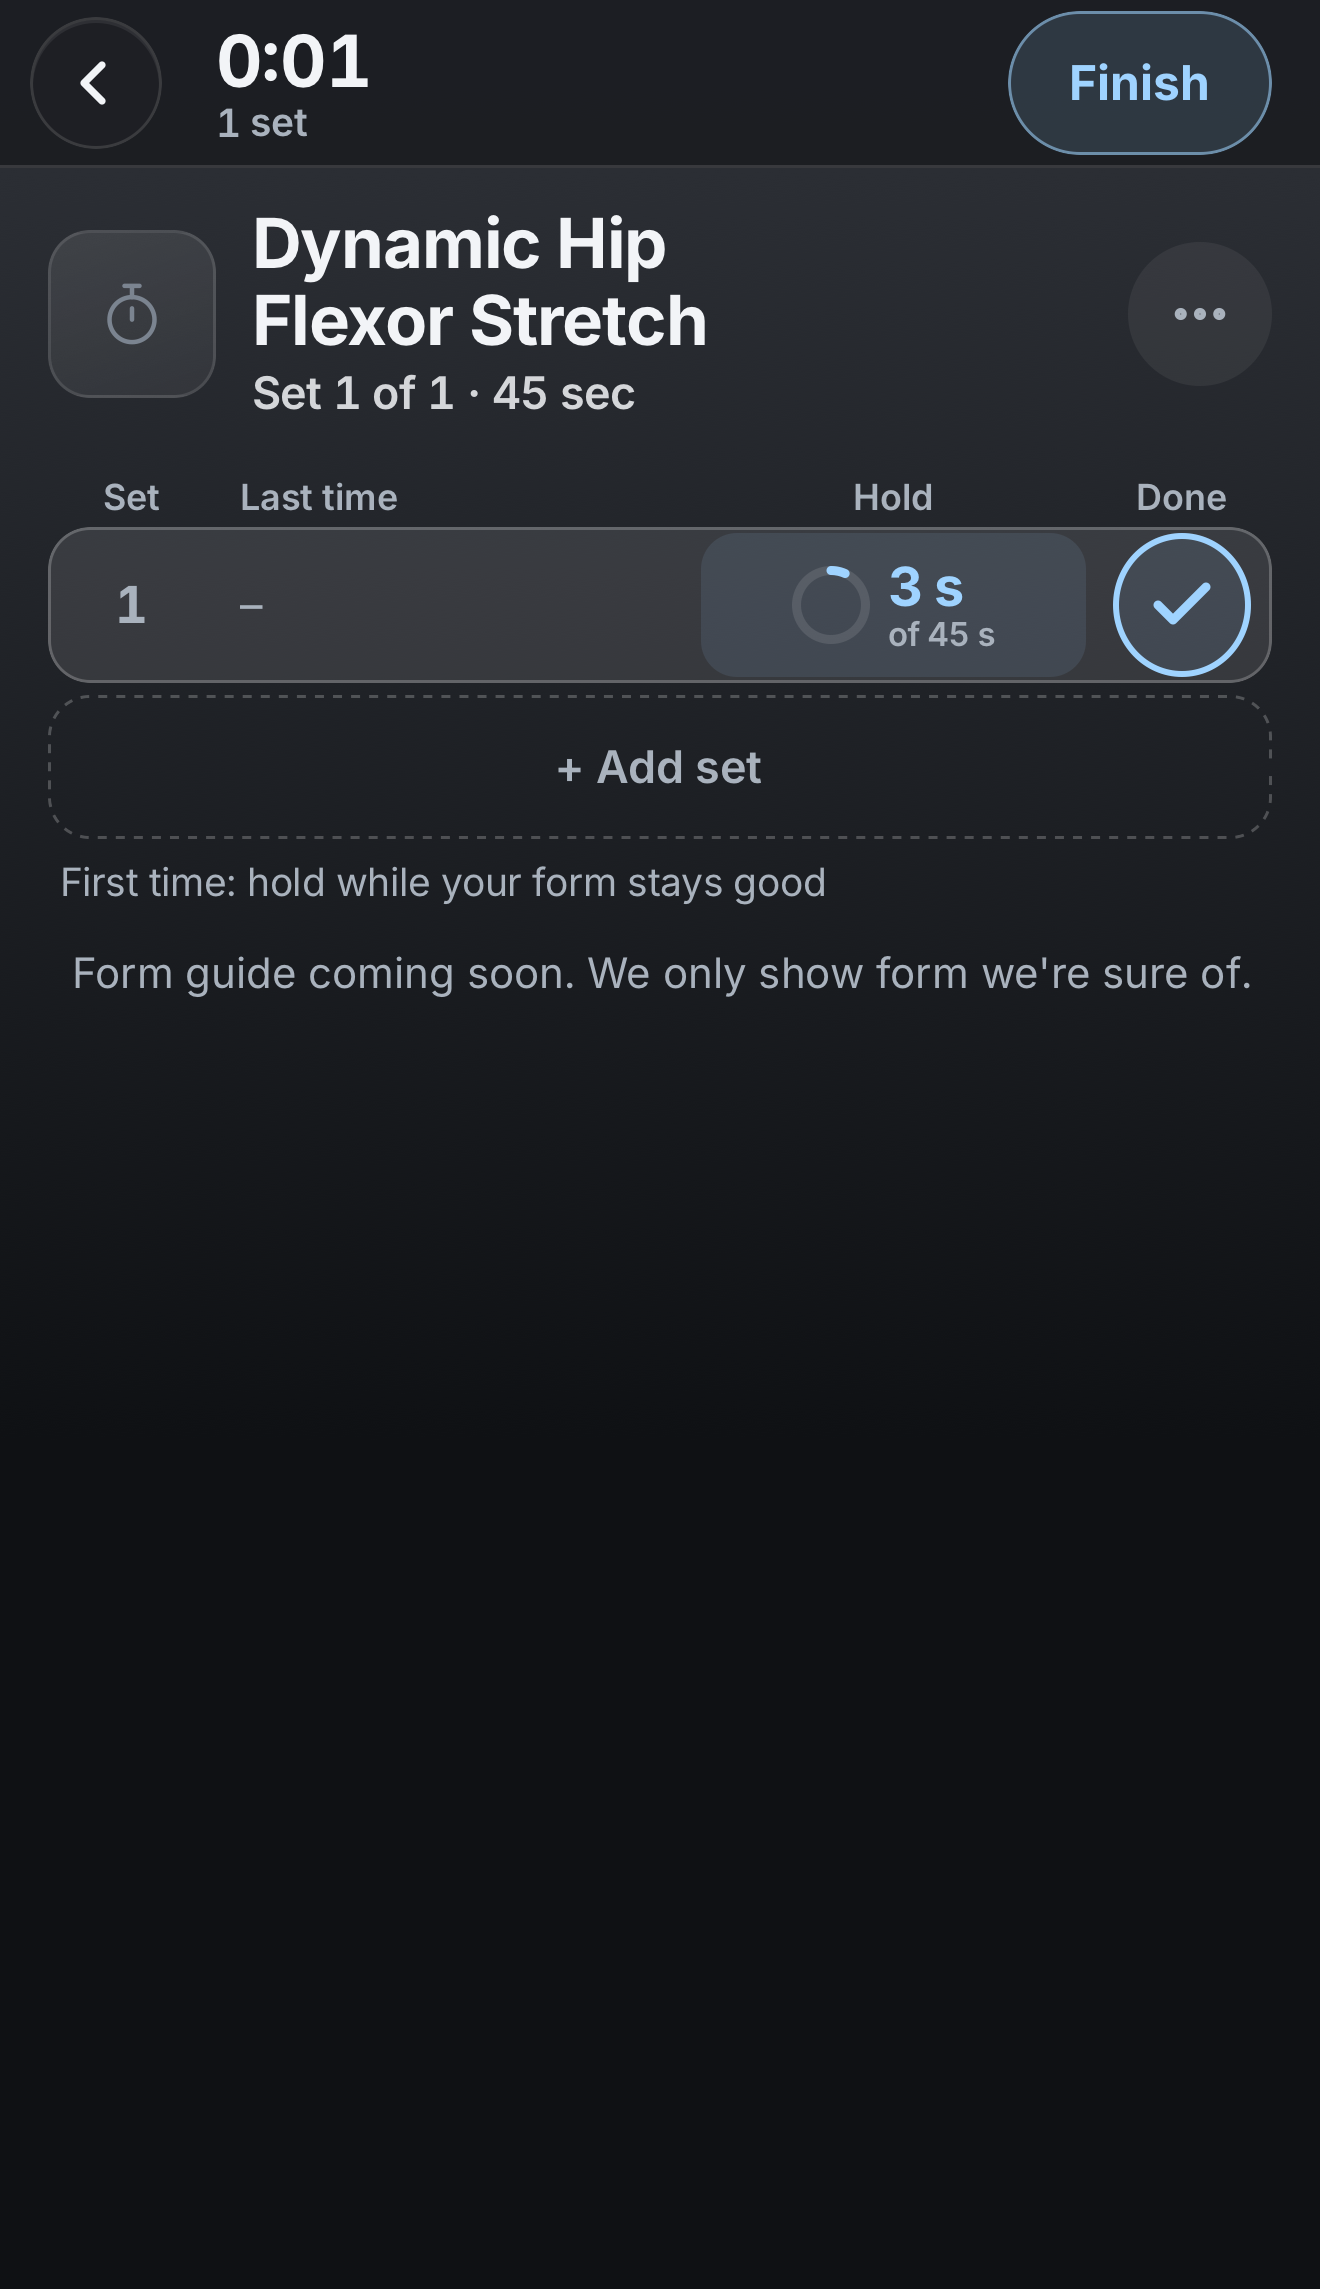 0:01
1 set
Finish
Dynamic Hip
Flexor Stretch
Set 1 of 1 · 45 sec
Set Last time Hold Done
1 – 3 s
of 45 s
+ Add set
First time: hold while your form stays good
Form guide coming soon. We only show form we're sure of.